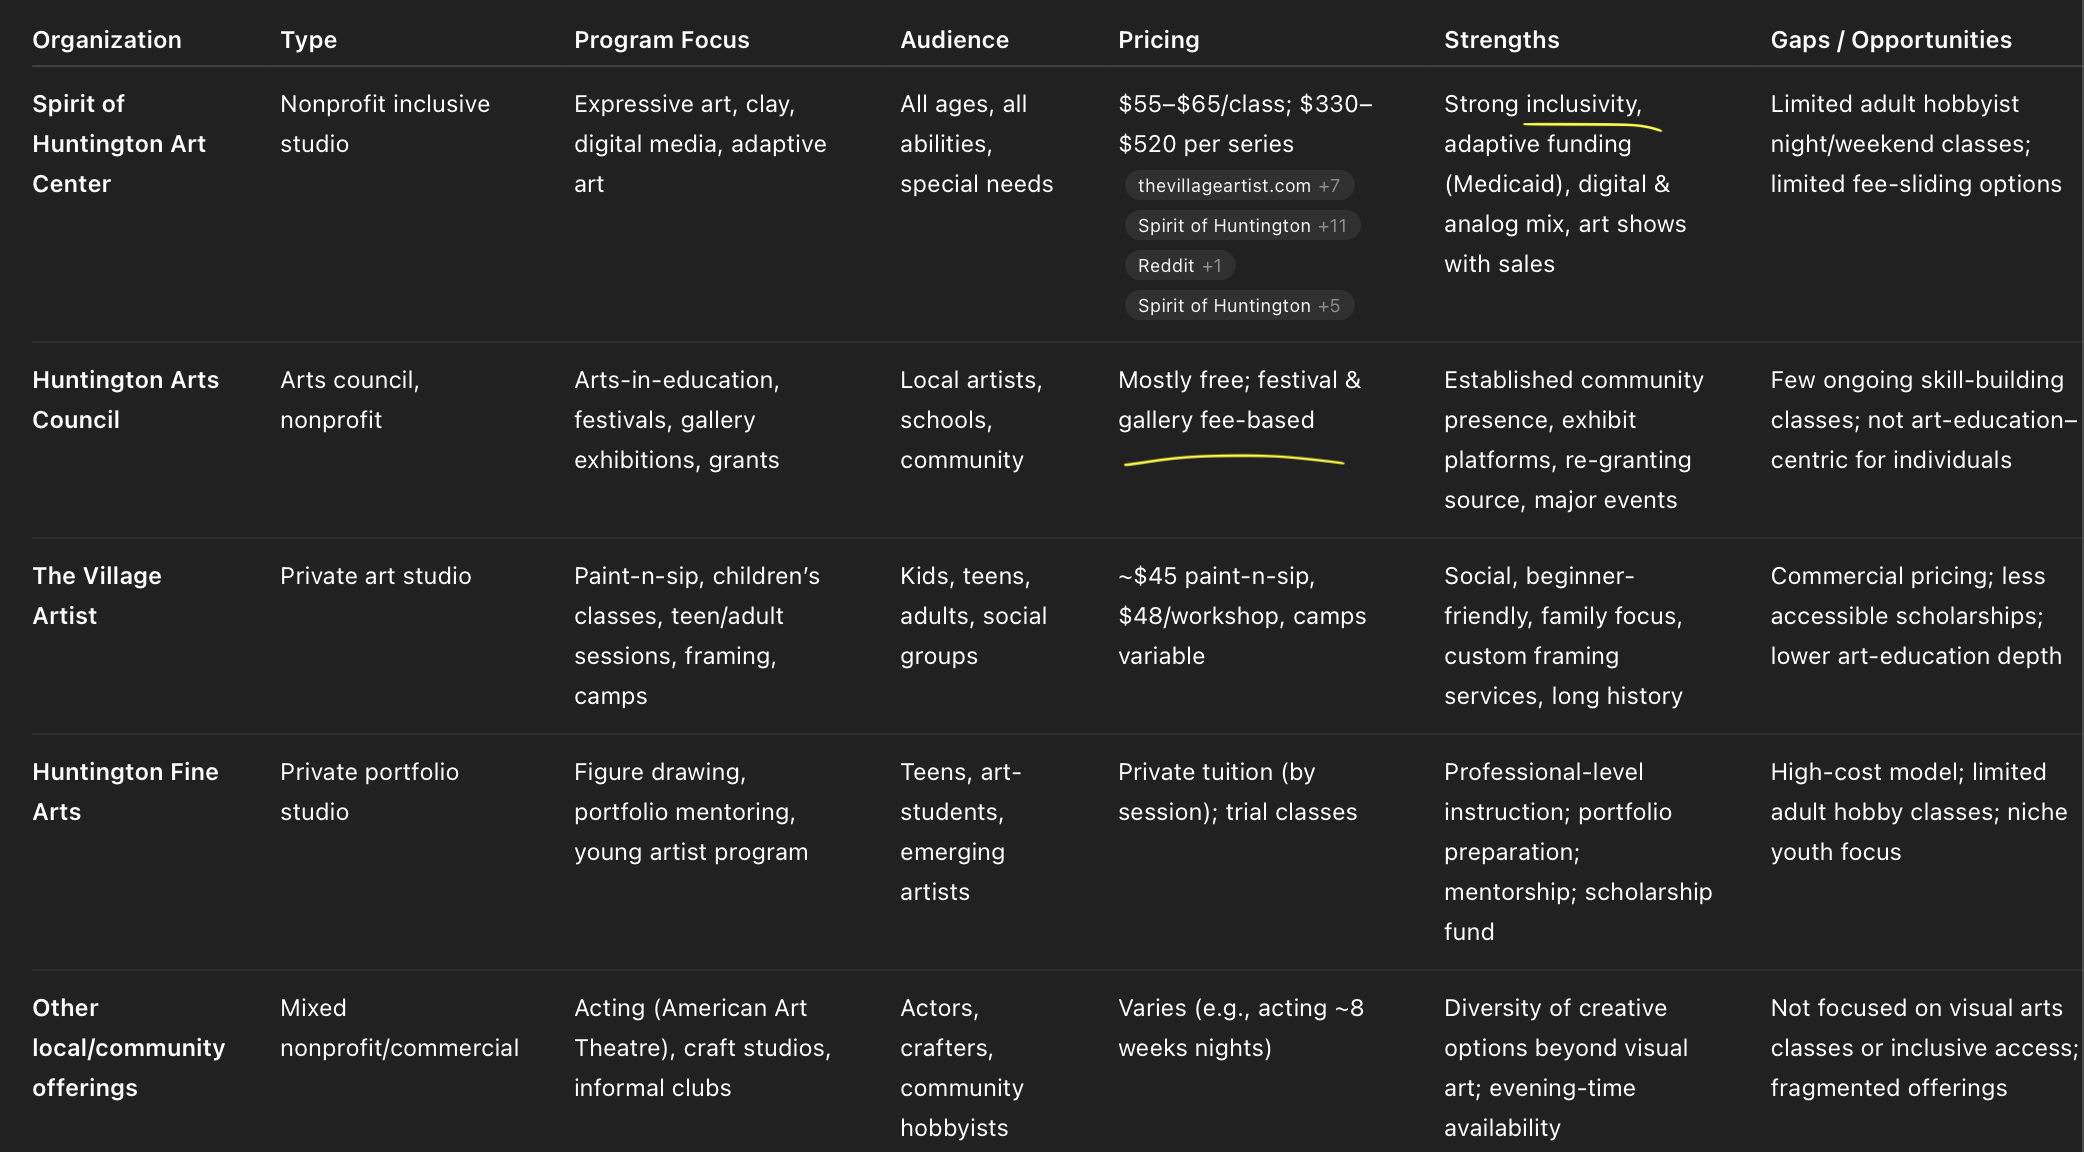 Organization Type Program Focus Audience Pricing Strengths Gaps / Opportunities
Spirit of
Huntington Art
Center
Nonprofit inclusive
studio
Expressive art, clay,
digital media, adaptive
art
All ages, all
abilities,
special needs
$55–$65/class; $330–
$520 per series
thevillageartist.com +7
Spirit of Huntington +11
Reddit +1
Spirit of Huntington +5
Strong inclusivity,
adaptive funding
(Medicaid), digital &
analog mix, art shows
with sales
Limited adult hobbyist
night/weekend classes;
limited fee-sliding options
Huntington Arts
Council
Arts council,
nonprofit
Arts-in-education,
festivals, gallery
exhibitions, grants
Local artists,
schools,
community
Mostly free; festival &
gallery fee-based
Established community
presence, exhibit
platforms, re-granting
source, major events
Few ongoing skill-building
classes; not art-education–
centric for individuals
The Village
Artist
Private art studio
Paint-n-sip, children’s
classes, teen/adult
sessions, framing,
camps
Kids, teens,
adults, social
groups
~$45 paint-n-sip,
$48/workshop, camps
variable
Social, beginner-
friendly, family focus,
custom framing
services, long history
Commercial pricing; less
accessible scholarships;
lower art-education depth
Huntington Fine
Arts
Private portfolio
studio
Figure drawing,
portfolio mentoring,
young artist program
Teens, art-
students,
emerging
artists
Private tuition (by
session); trial classes
Professional-level
instruction; portfolio
preparation;
mentorship; scholarship
fund
High-cost model; limited
adult hobby classes; niche
youth focus
Other
local/community
offerings
Mixed
nonprofit/commercial
Acting (American Art
Theatre), craft studios,
informal clubs
Actors,
crafters,
community
hobbyists
Varies (e.g., acting ~8
weeks nights)
Diversity of creative
options beyond visual
art; evening-time
availability
Not focused on visual arts
classes or inclusive access;
fragmented offerings